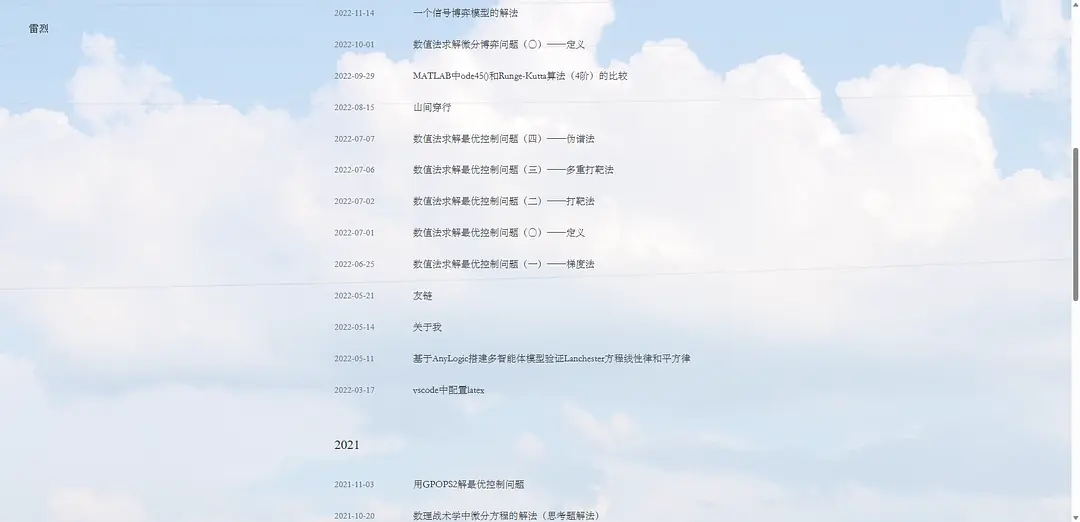 雷烈
2022-11-14 一个信号博弈模型的解法
2022-10-01 数值法求解微分博弈问题（〇）——定义
2022-09-29 MATLAB中ode45()和Runge-Kutta算法（4阶）的比较
2022-08-15 山间穿行
2022-07-07 数值法求解最优控制问题（四）——伪谱法
2022-07-06 数值法求解最优控制问题（三）——多重打靶法
2022-07-02 数值法求解最优控制问题（二）——打靶法
2022-07-01 数值法求解最优控制问题（〇）——定义
2022-06-25 数值法求解最优控制问题（一）——梯度法
2022-05-21 友链
2022-05-14 关于我
2022-05-11 基于AnyLogic搭建多智能体模型验证Lanchester方程线性律和平方律
2022-03-17 vscode中配置latex
2021
2021-11-03 用GPOPS2解最优控制问题
2021-10-20 数理战术学中微分方程的解法（思考题解法）